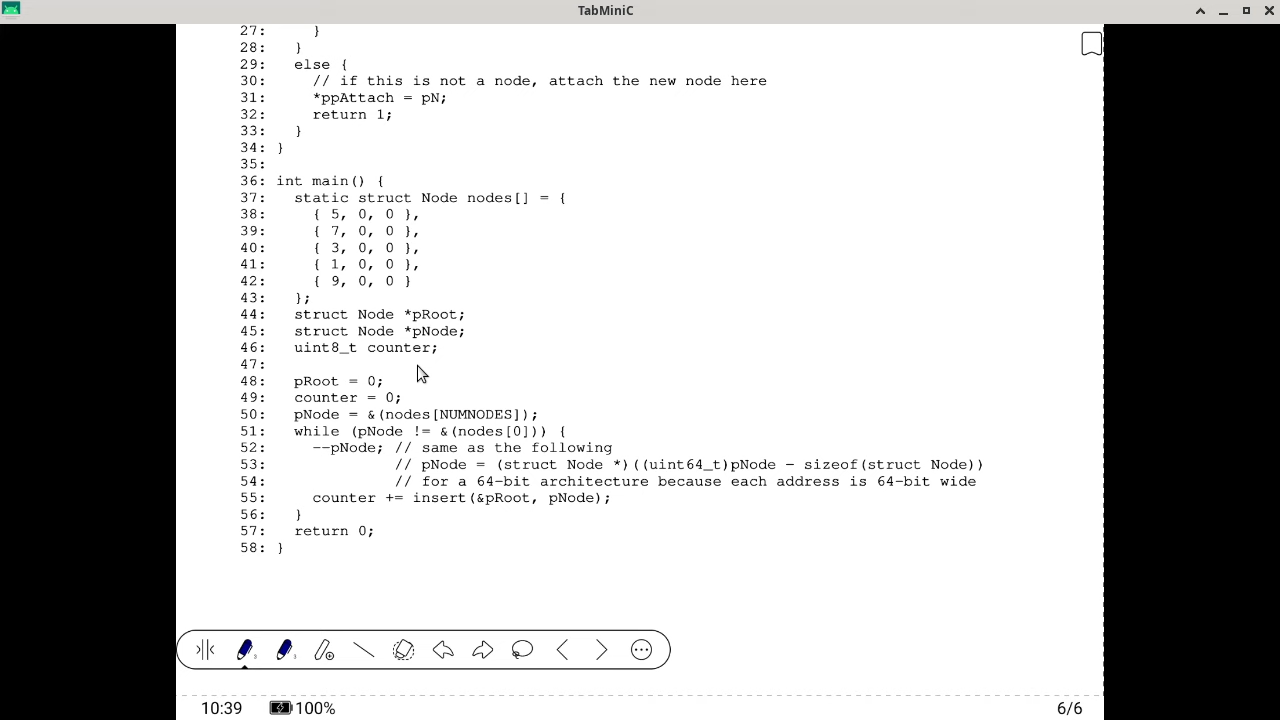 TabMiniC
27:     }
28:   }
29:   else {
30:     // if this is not a node, attach the new node here
31:     *ppAttach = pN;
32:     return 1;
33:   }
34: }
35:
36: int main() {
37:   static struct Node nodes[] = {
38:     { 5, 0, 0 },
39:     { 7, 0, 0 },
40:     { 3, 0, 0 },
41:     { 1, 0, 0 },
42:     { 9, 0, 0 }
43:   };
44:   struct Node *pRoot;
45:   struct Node *pNode;
46:   uint8_t counter;
47:
48:   pRoot = 0;
49:   counter = 0;
50:   pNode = &(nodes[NUMNODES]);
51:   while (pNode != &(nodes[0])) {
52:     --pNode; // same as the following
53:              // pNode = (struct Node *)((uint64_t)pNode - sizeof(struct Node))
54:              // for a 64-bit architecture because each address is 64-bit wide
55:     counter += insert(&pRoot, pNode);
56:   }
57:   return 0;
58: }
10:39 100% 6/6